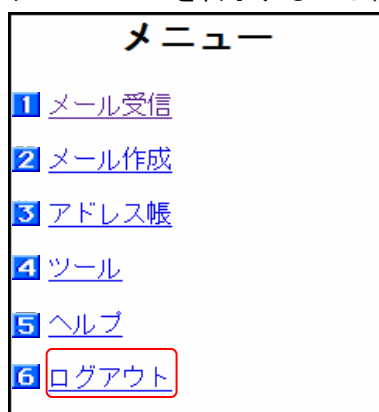 メニュー
1 メール受信
2 メール作成
3 アドレス帳
4 ツール
5 ヘルプ
6 ログアウト